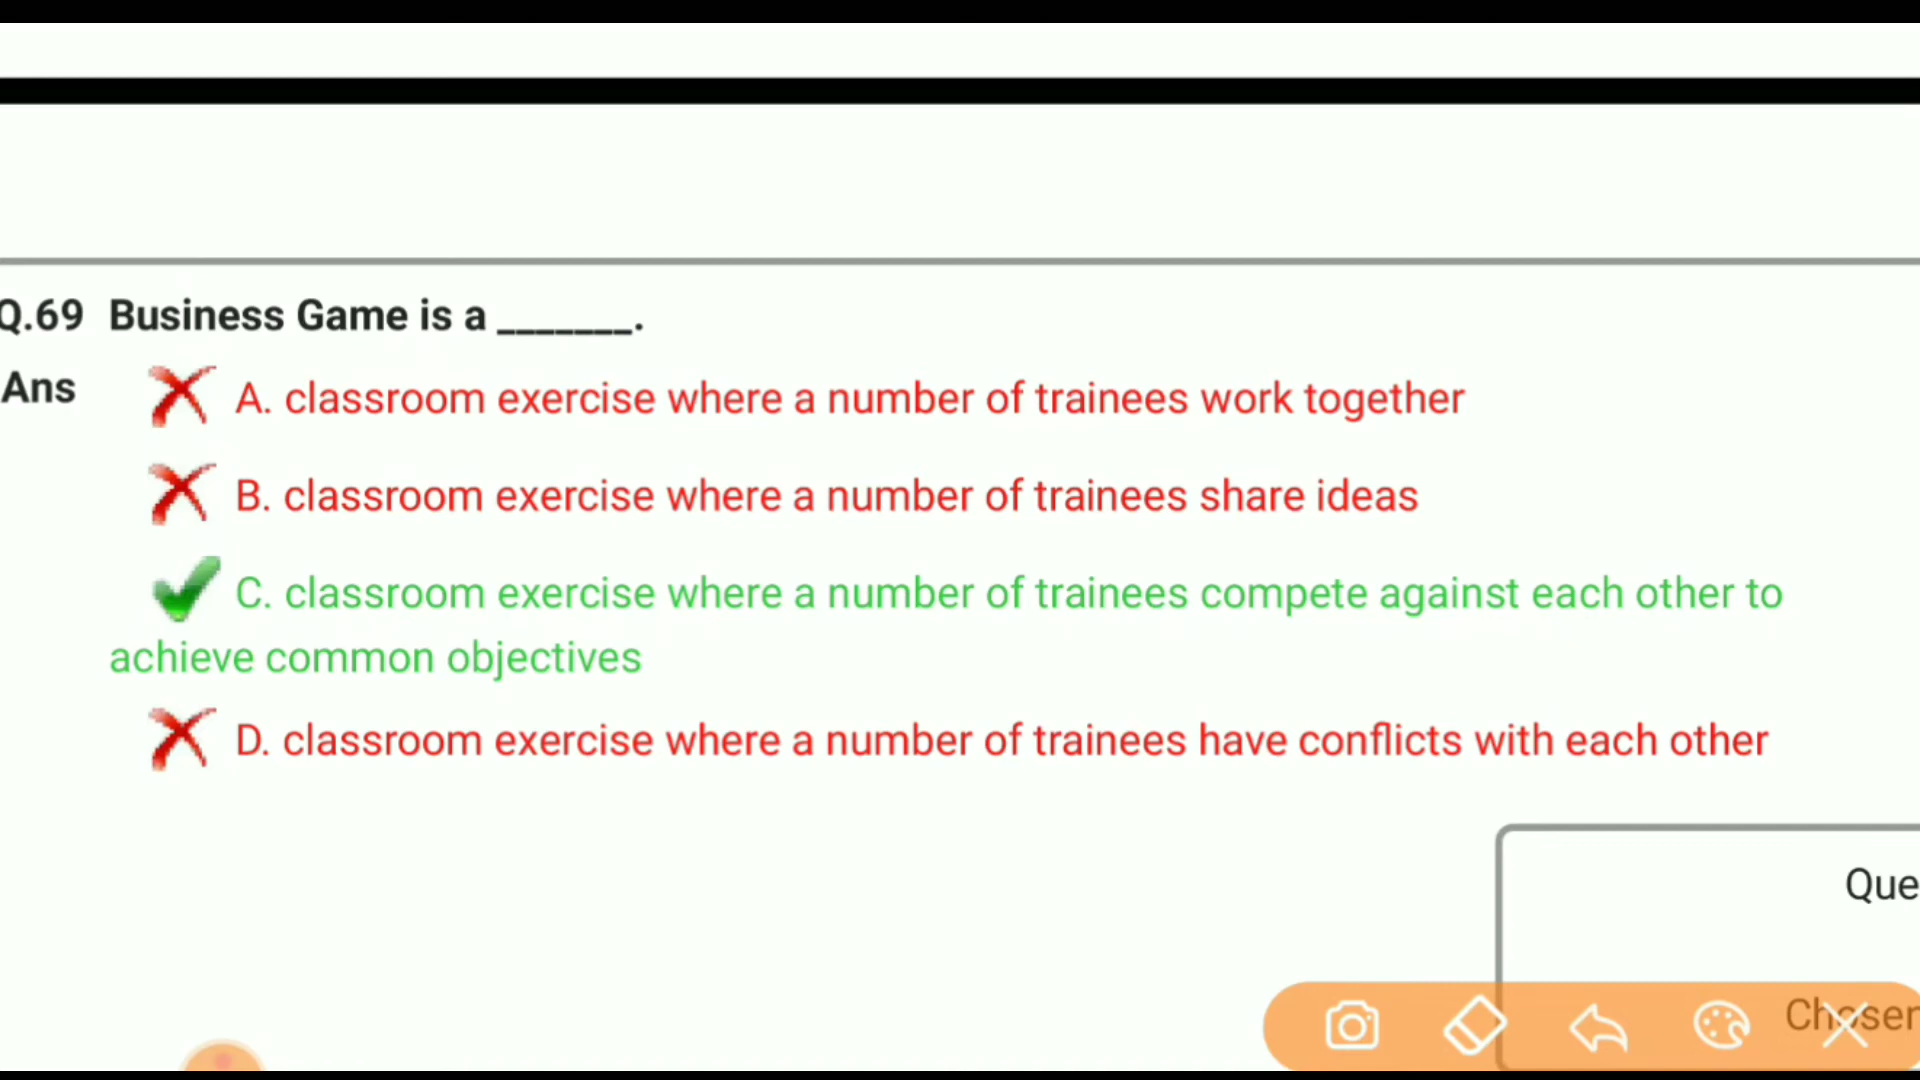 Q.69 Business Game is a _______.
Ans A. classroom exercise where a number of trainees work together
B. classroom exercise where a number of trainees share ideas
C. classroom exercise where a number of trainees compete against each other to
achieve common objectives
D. classroom exercise where a number of trainees have conflicts with each other
Que
Chosen